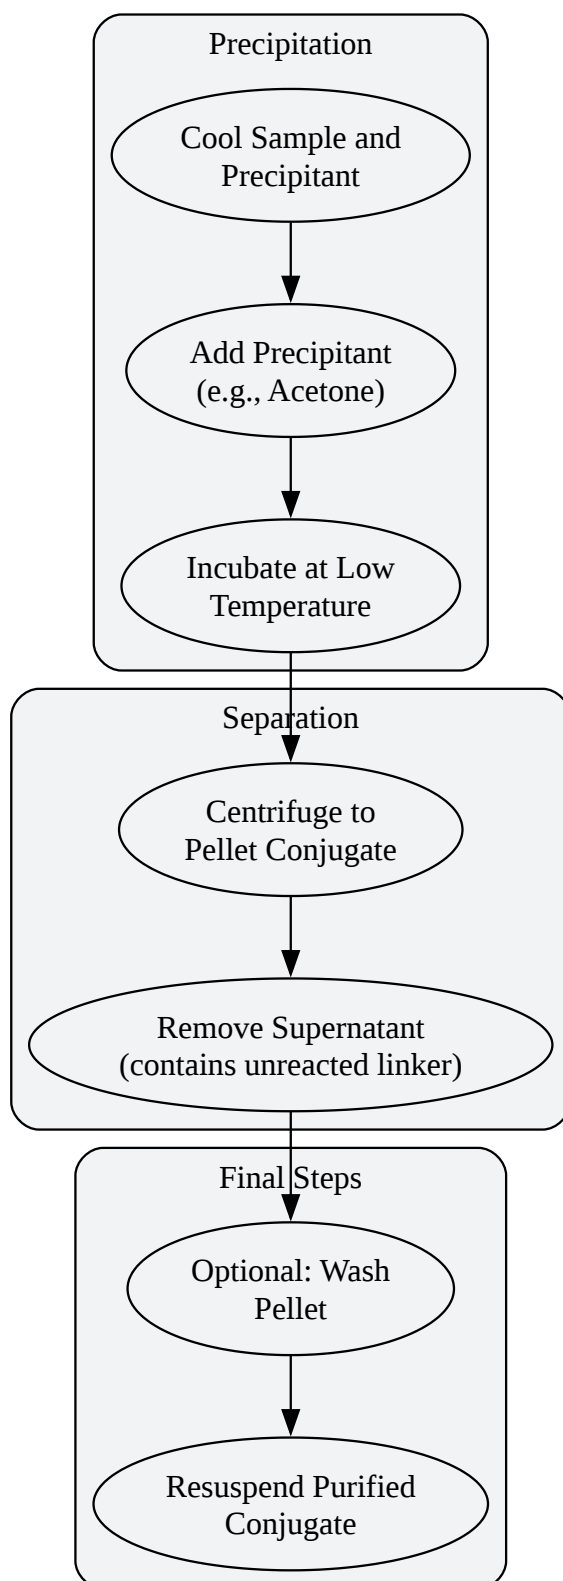 Precipitation
Cool Sample and
Precipitant
Add Precipitant
(e.g., Acetone)
Incubate at Low
Temperature
Separation
Centrifuge to
Pellet Conjugate
Remove Supernatant
(contains unreacted linker)
Final Steps
Optional: Wash
Pellet
Resuspend Purified
Conjugate